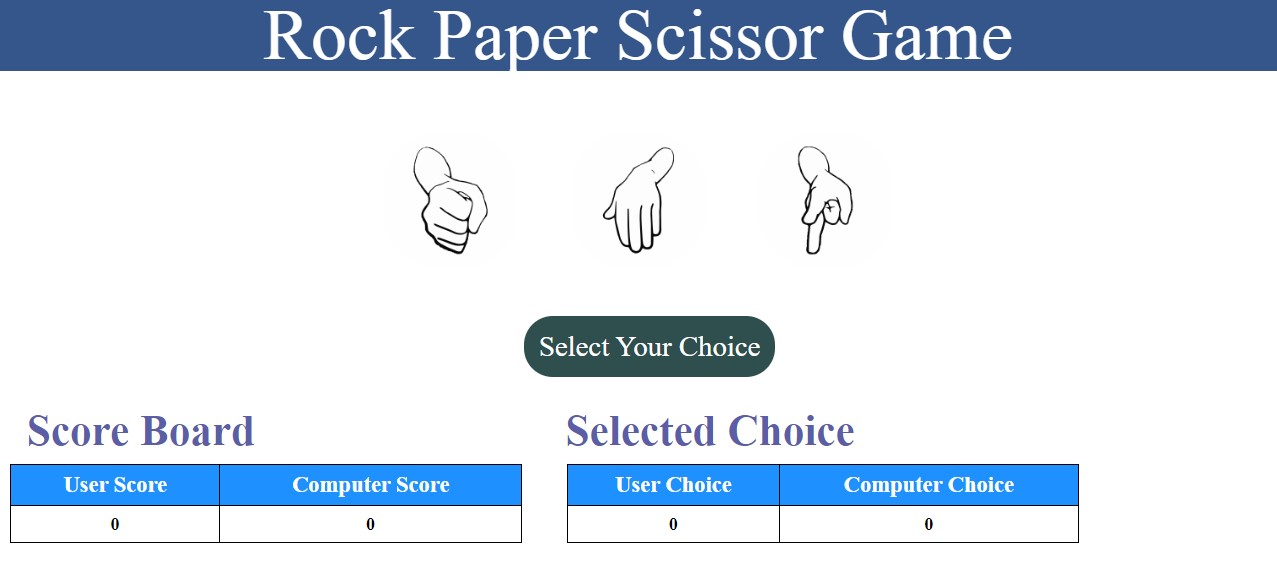 Rock Paper Scissor Game
Select Your Choice
Score Board
User Score Computer Score
0 0
Selected Choice
User Choice Computer Choice
0 0